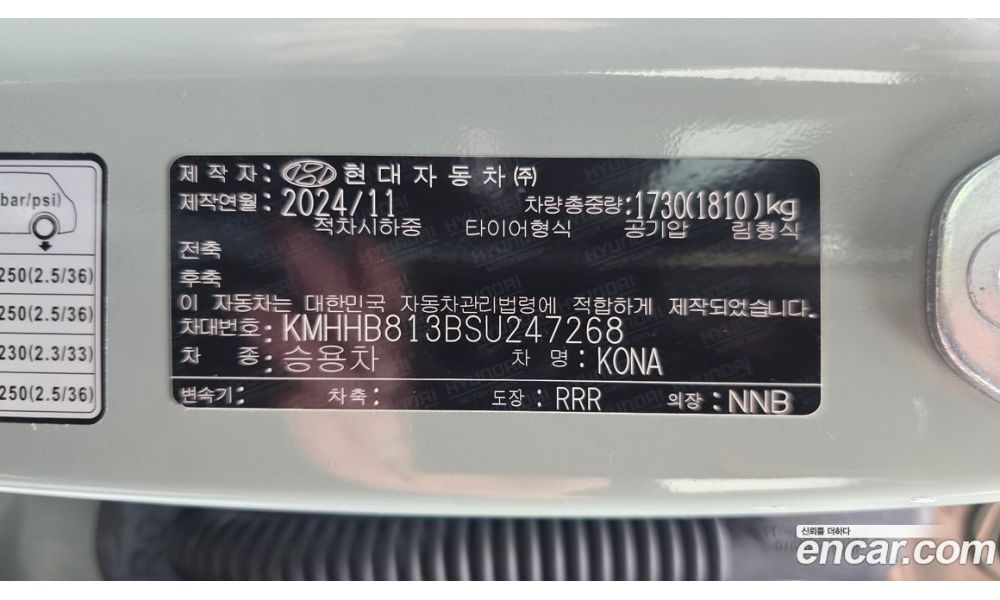 bar/psi)
250(2.5/36)
250(2.5/36)
230(2.3/33)
250(2.5/36)
제 작 자 : 현 대 자 동 차 ㈜
제작연월 : 2024/11 차량총중량 : 1730(1810)kg
적차시하중 타이어형식 공기압 림형식
전축
후축
이 자동차는 대한민국 자동차관리법령에 적합하게 제작되었습니다.
차대번호 : KMHHB813BSU247268
차 종 : 승용차 차 명 : KONA
변속기 : 차축 : 도장 : RRR 의장 : NNB
신뢰를 더하다
encar.com